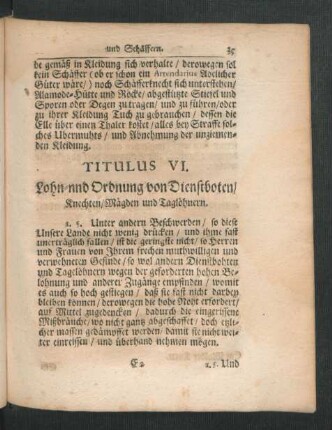 und Schäffern. 35
de gemäß in Kleidung sich verhalte / derowegen sol
kein Schäffer ( ob er schon ein Arrendarius Adelicher
Güter wäre / ) noch Schäfferknecht sich unterstehen /
Alamode-Hütte und Röcke / abgestutzte Stiefel und
Sporen oder Degen zu tragen / und zu führen / oder
zu ihrer Kleidung Tuch zu gebrauchen / dessen die
Elle über einen Thaler kostet / alles bey Straffe sol-
ches Ubermuhts / und Abnehmung der unziemen-
den Kleidung.
TITULUS VI.
Lohn-und Ordnung von Dienstboten /
Knechten / Mägden und Taglöhnern.
§. 1. Unter andern Beschwerden / so diese
Unsere Lande nicht wenig drücken / und ihme fast
unerträglich fallen / ist die geringste nicht / so Herren
und Frauen von Ihrem frechen muthwilligen und
verwehneten Gesinde / so wol andern Dienstbohten
und Taglöhnern wegen der geforderten hohen Be-
lohnung und anderer Zugänge empfinden / womit
es auch so hoch gestiegen / daß sie fast nicht darbey
bleiben können / derowegen die hohe Noht erfordert /
auf Mittel zugedencken / dadurch die eingerissene
Mißbräuche / wo nicht gantz abgeschaffet / doch etzli-
cher massen gedämpffet werden / damit sie nicht wei-
ter einreissen / und überhand nehmen mögen.
E 2 2. §. Und